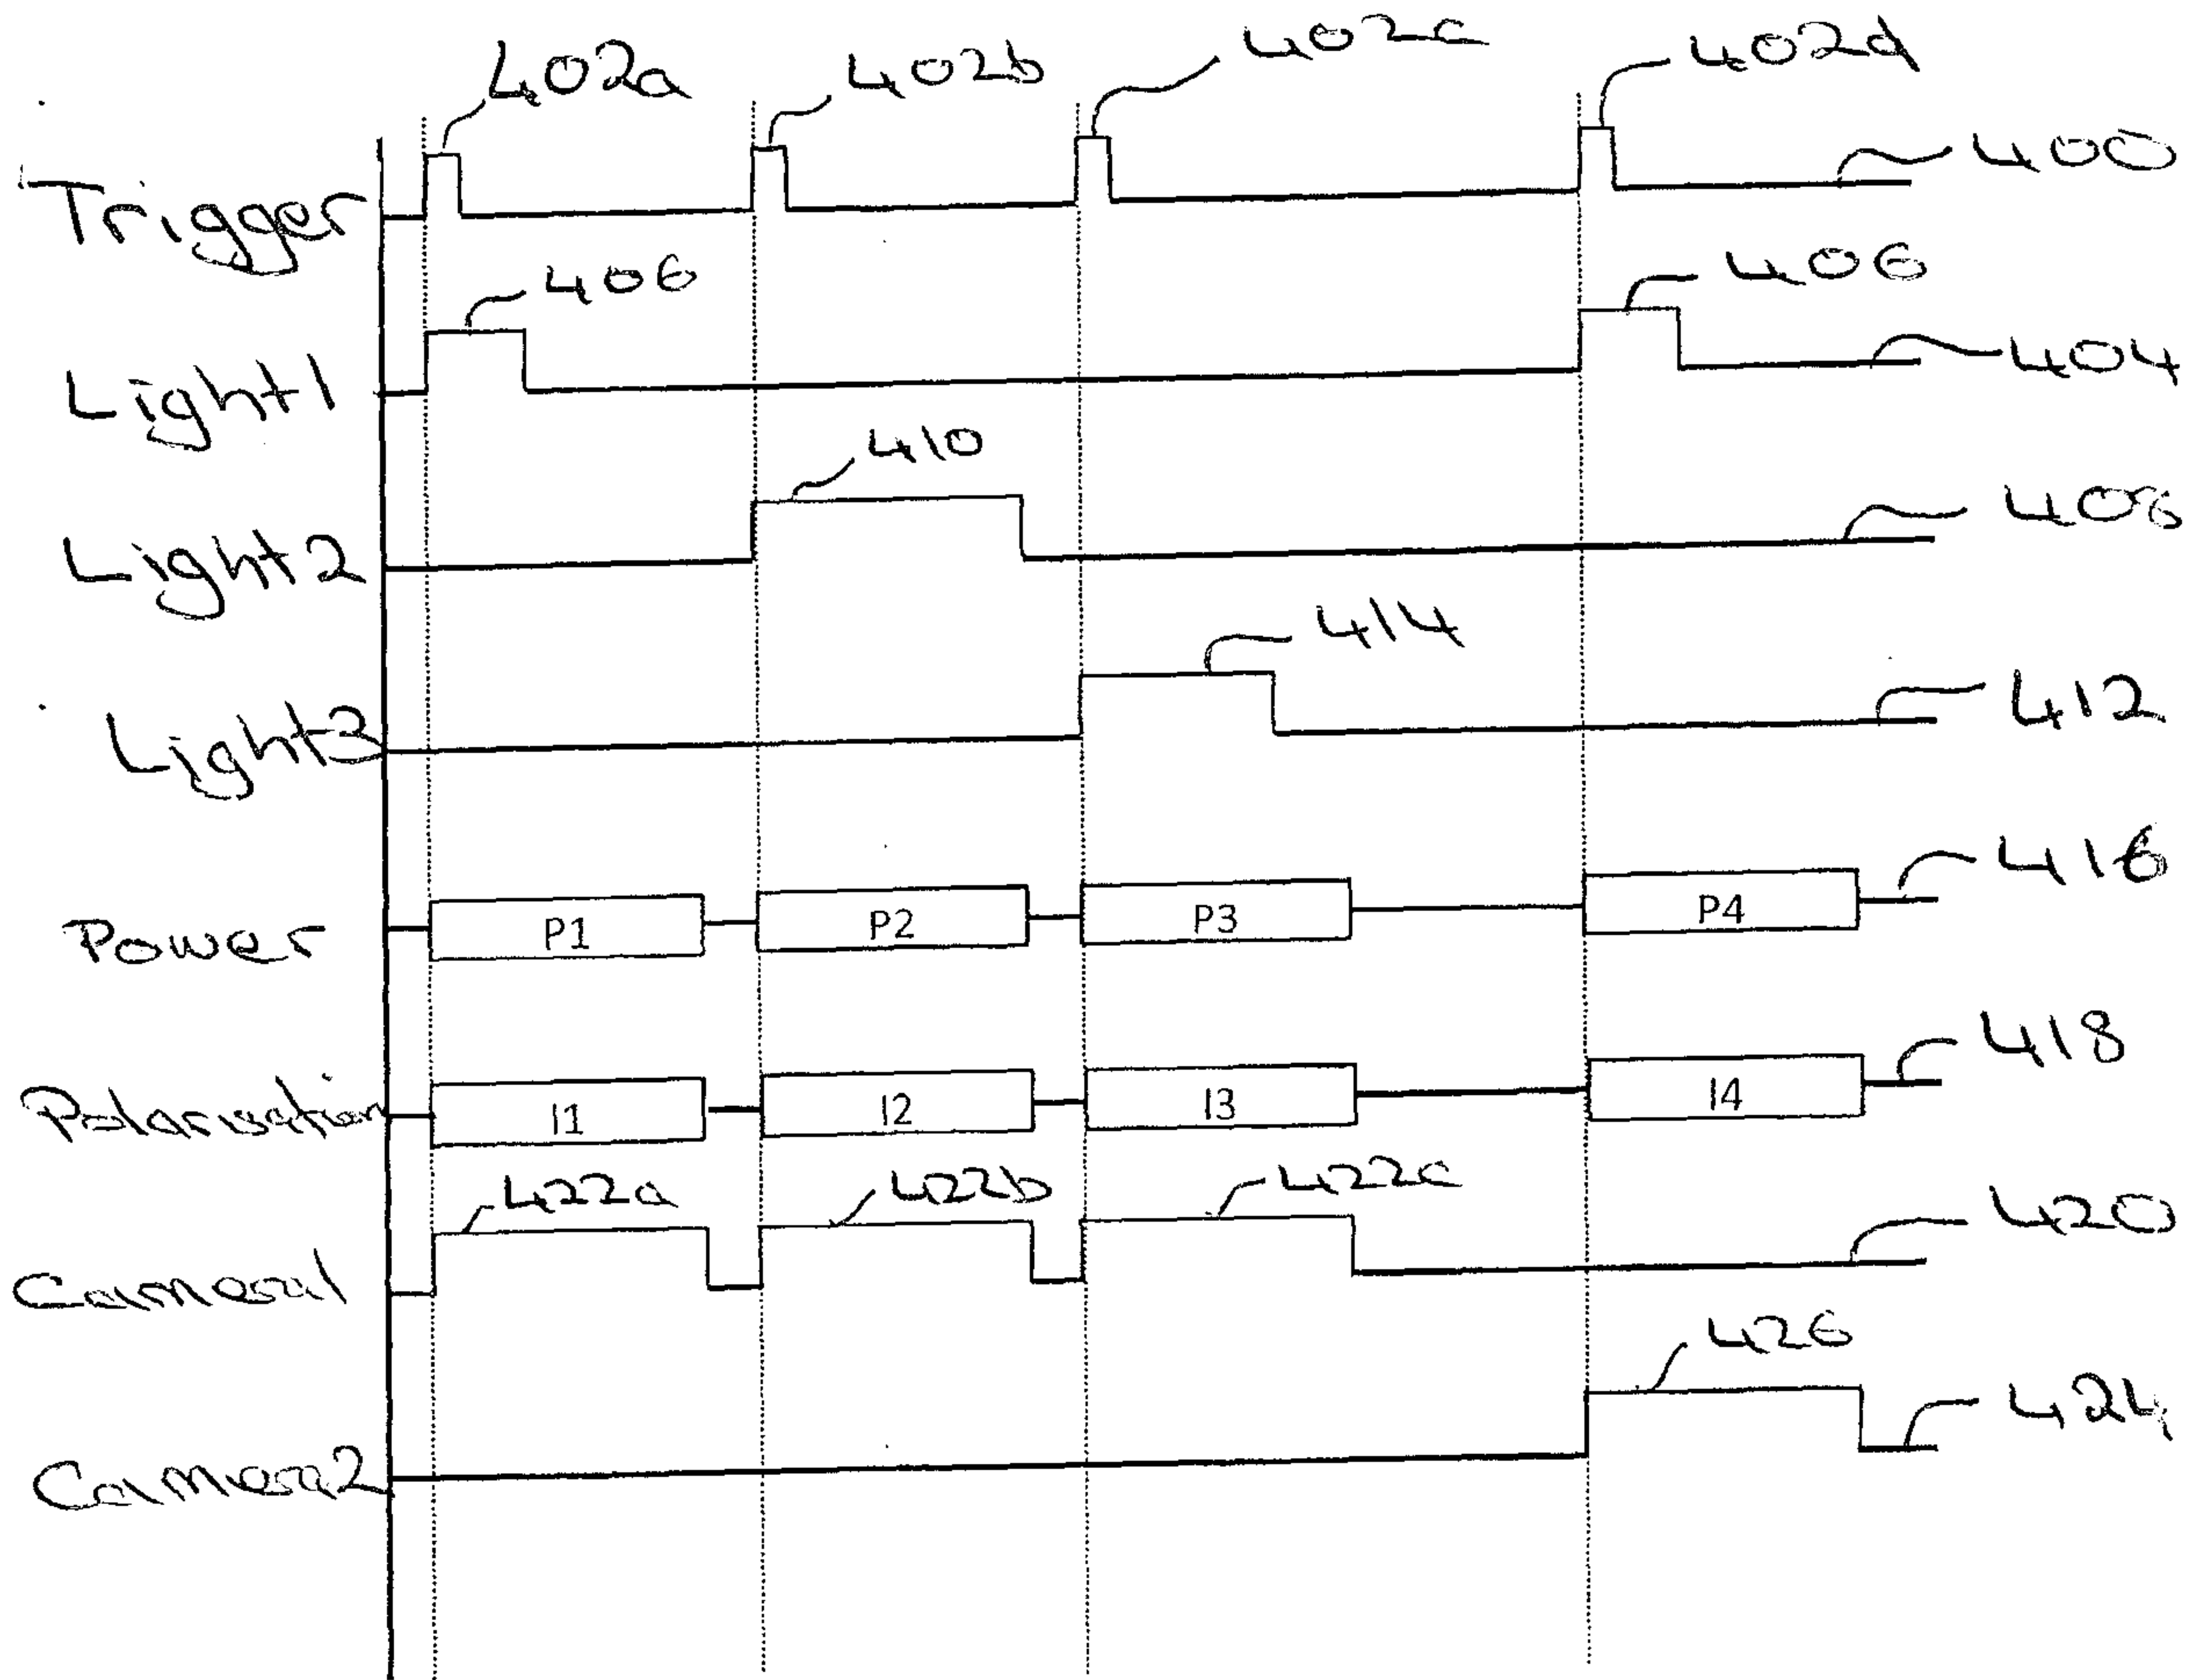 402a 402b 402c 402d
Trigger 400
406 406
Light1 404
410
Light2 408
414
Light3 412
Power P1 P2 P3 P4 416
Polarisation I1 I2 I3 I4 418
422a 422b 422c
Camera1 420
426
Camera2 424